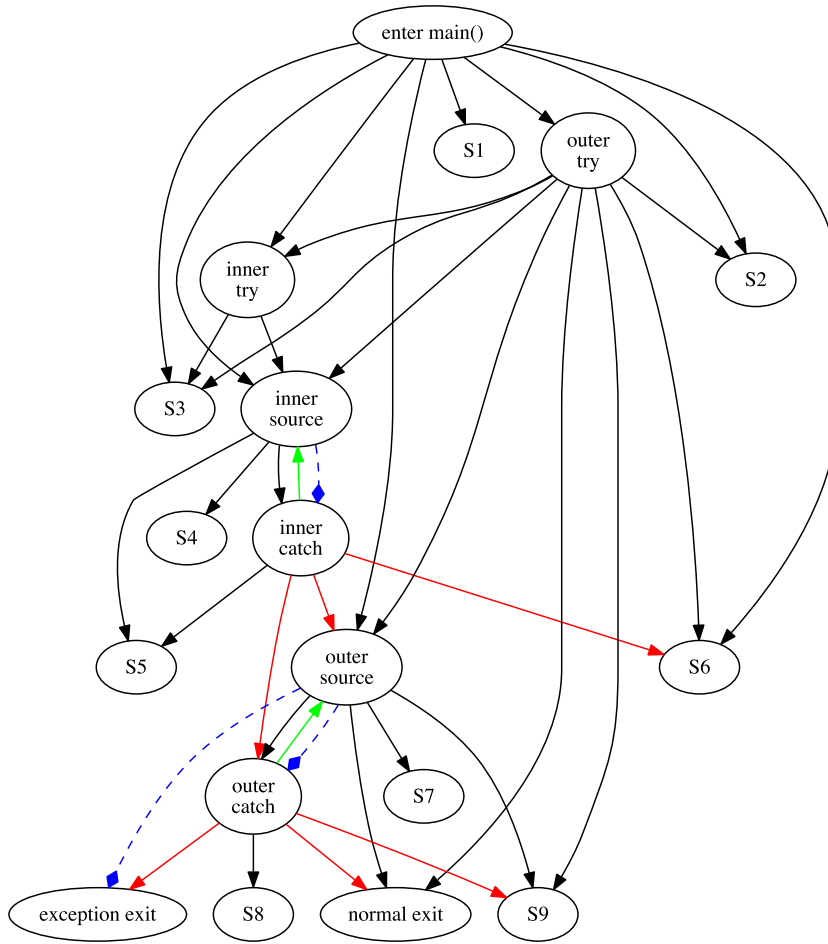 enter main()
S1
outer
try
inner
try
S2
S3
inner
source
S4
inner
catch
S5
outer
source
S6
outer
catch
S7
exception exit
S8
normal exit
S9